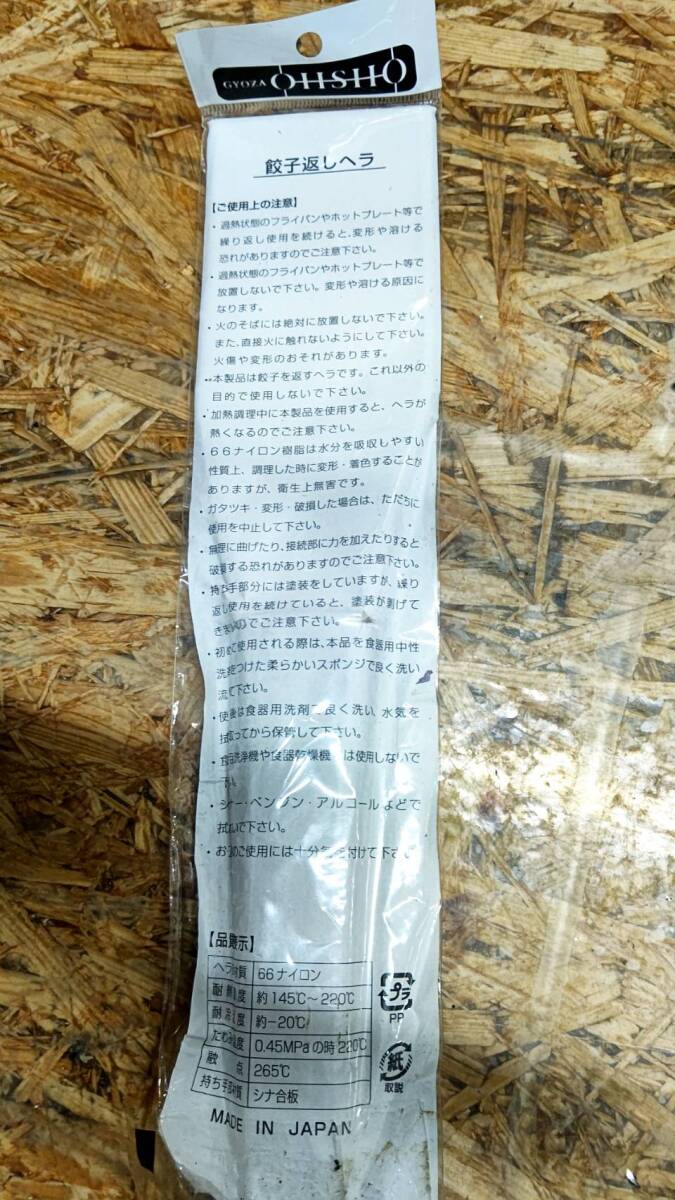 GYOZA OHSHO
餃子返しヘラ
【ご使用上の注意】
・過熱状態のフライパンやホットプレート等で
繰り返し使用を続けると、変形や溶ける
恐れがありますのでご注意下さい。
・過熱状態のフライパンやホットプレート等で
放置しないで下さい。変形や溶ける原因に
なります。
・火のそばには絶対に放置しないで下さい。
また、直接火に触れないようにして下さい。
火傷や変形のおそれがあります。
・本製品は餃子を返すヘラです。これ以外の
目的で使用しないで下さい。
・加熱調理中に本製品を使用すると、ヘラが
熱くなるのでご注意下さい。
・66ナイロン樹脂は水分を吸収しやすい
性質上、調理した時に変形・着色することが
ありますが、衛生上無害です。
・ガタツキ・変形・破損した場合は、ただちに
使用を中止して下さい。
・無理に曲げたり、接続部に力を加えたりすると
破損する恐れがありますのでご注意下さい。
・持ち手部分には塗装をしていますが、繰り
返し使用を続けていると、塗装が剥げて
きますのでご注意下さい。
・初めて使用される際は、本品を食器用中性
洗剤をつけた柔らかいスポンジで良く洗い
流して下さい。
・使後は食器用洗剤で良く洗い、水気を
拭取ってから保管して下さい。
・食器洗浄機や食器乾燥機は使用しないで
下さい。
・シンナー・ベンジン・アルコールなどで
拭かないで下さい。
・お子のご使用には十分気を付けて下さい
【品質表示】
ヘラ材質 66ナイロン
耐熱温度 約145℃～220℃
耐冷温度 約－20℃
たわみ温度 0.45MPaの時220℃
融点 265℃
持ち手部材質 シナ合板
プラ
PP
紙
取説
MADE IN JAPAN